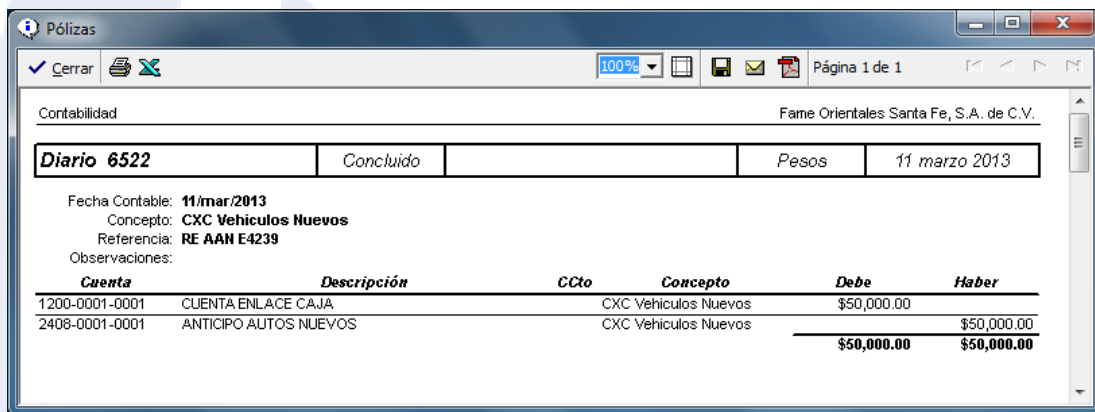 Pólizas
Cerrar 100% Página 1 de 1
Contabilidad Fame Orientales Santa Fe, S.A. de C.V.
Diario 6522 Concluido Pesos 11 marzo 2013
Fecha Contable: 11/mar/2013
Concepto: CXC Vehiculos Nuevos
Referencia: RE AAN E4239
Observaciones:
Cuenta Descripción CCto Concepto Debe Haber
1200-0001-0001 CUENTA ENLACE CAJA CXC Vehiculos Nuevos $50,000.00
2408-0001-0001 ANTICIPO AUTOS NUEVOS CXC Vehiculos Nuevos $50,000.00
$50,000.00 $50,000.00